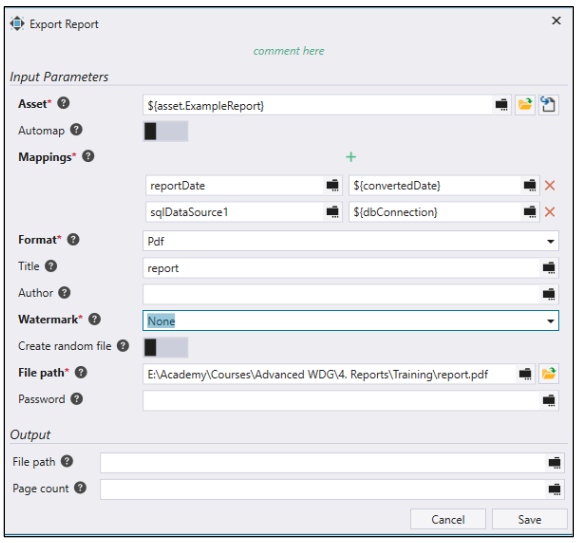 Export Report
comment here
Input Parameters
Asset* ? ${asset.ExampleReport}
Automap ?
Mappings* ? +
reportDate ${convertedDate}
sqlDataSource1 ${dbConnection}
Format* ? Pdf
Title ? report
Author ?
Watermark* ? None
Create random file ?
File path* ? E:\Academy\Courses\Advanced WDG\4. Reports\Training\report.pdf
Password ?
Output
File path ?
Page count ?
Cancel Save